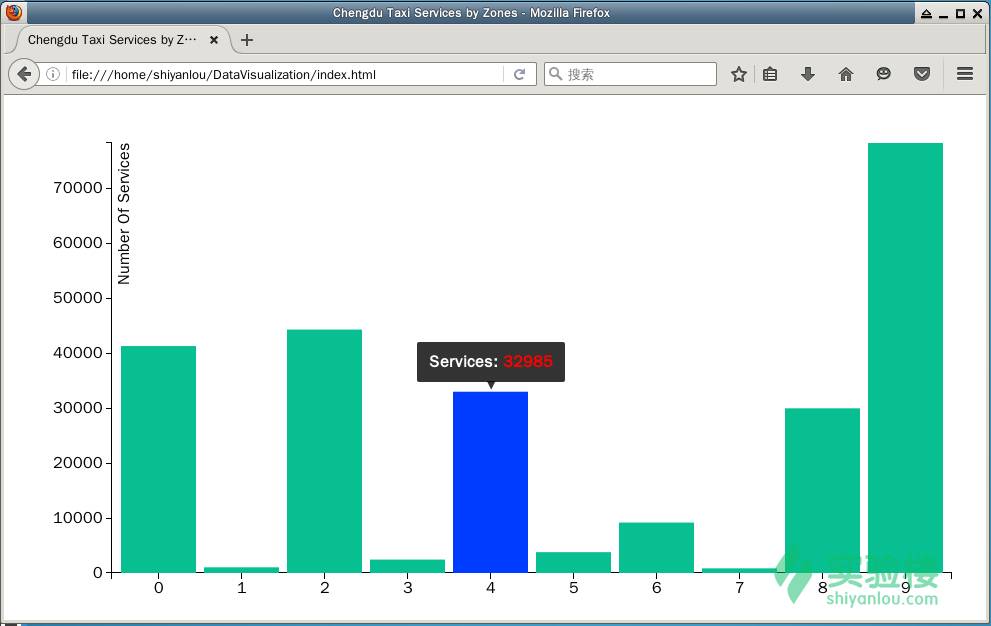 Chengdu Taxi Services by Zones - Mozilla Firefox
Chengdu Taxi Services by Z···
file:///home/shiyanlou/DataVisualization/index.html
搜索
Number Of Services
70000
60000
50000
40000
30000
20000
10000
0
Services: 32985
0 1 2 3 4 5 6 7 8 9
实验楼
shiyanlou.com